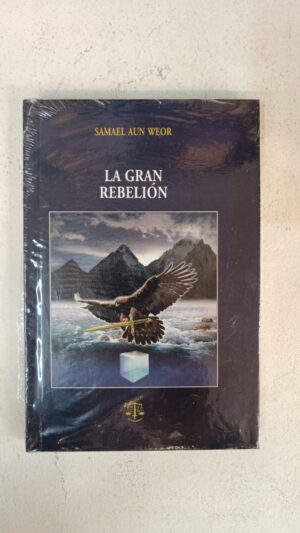 SAMAEL AUN WEOR
LA GRAN
REBELIÓN